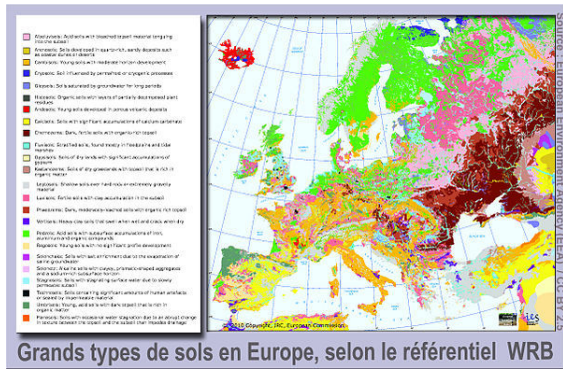 Albeluvisols: Acid soils with bleached topsoil material tonguing
into the subsoil
Arenosols: Soils developed in quartz-rich, sandy deposits such
as coastal dunes or deserts
Cambisols: Young soils with moderate horizon development
Cryosols: Soil influenced by permafrost or cryogenic processes
Gleysols: Soils saturated by groundwater for long periods
Histosols: Organic soils with layers of partially decomposed plant
residues
Andosols: Young soils developed in porous volcanic deposits
Calcisols: Soils with significant accumulations of calcium carbonate
Chernozems: Dark, fertile soils with organic-rich topsoil
Fluvisols: Stratified soils, found mostly in floodplains and tidal
marshes
Gypsisols: Soils of dry lands with significant accumulations of
gypsum
Kastanozems: Soils of dry grasslands with topsoil that is rich in
organic matter
Leptosols: Shallow soils over hard rock or extremely gravelly
material
Luvisols: Fertile soils with clay accumulation in the subsoil
Phaeozems: Dark, moderately-leached soils with organic rich topsoil
Vertisols: Heavy clay soils that swell when wet and crack when dry
Podzols: Acid soils with subsurface accumulations of iron,
aluminium and organic compounds
Regosols: Young soils with no significant profile development
Solonchaks: Soils with salt enrichment due to the evaporation of
saline groundwater
Solonetz: Alkaline soils with clayey, prismatic-shaped aggregates
and a sodium-rich subsurface horizon
Stagnosols: Soils with stagnating surface water due to slowly
permeable subsoil
Technosols: Soils containing significant amounts of human artefacts
or sealed by impermeable material
Umbrisols: Young, acid soils with dark topsoil that is rich in
organic matter
Planosols: Soils with occasional water stagnation due to an abrupt change
in texture between the topsoil and the subsoil that impedes drainage
© 2010 Copyright, JRC, European Commission
ies
Grands types de sols en Europe, selon le référentiel WRB